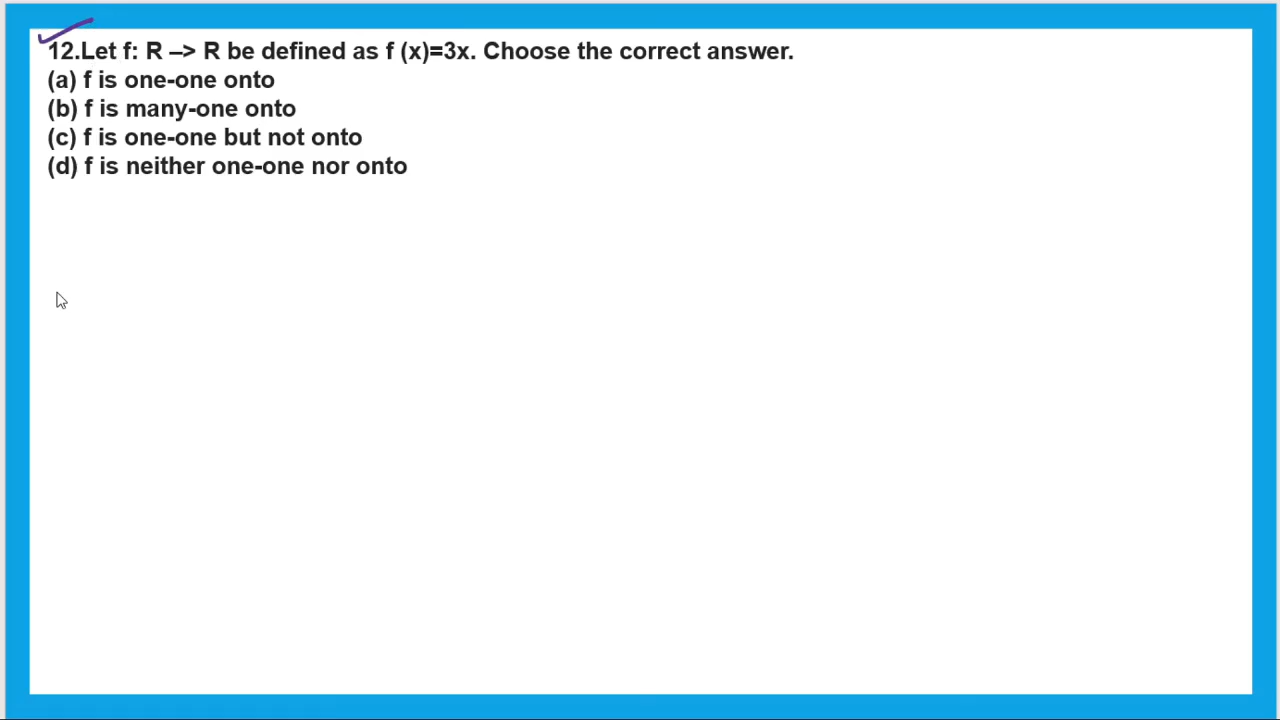 12.Let f: R –> R be defined as f (x)=3x. Choose the correct answer.
(a) f is one-one onto
(b) f is many-one onto
(c) f is one-one but not onto
(d) f is neither one-one nor onto